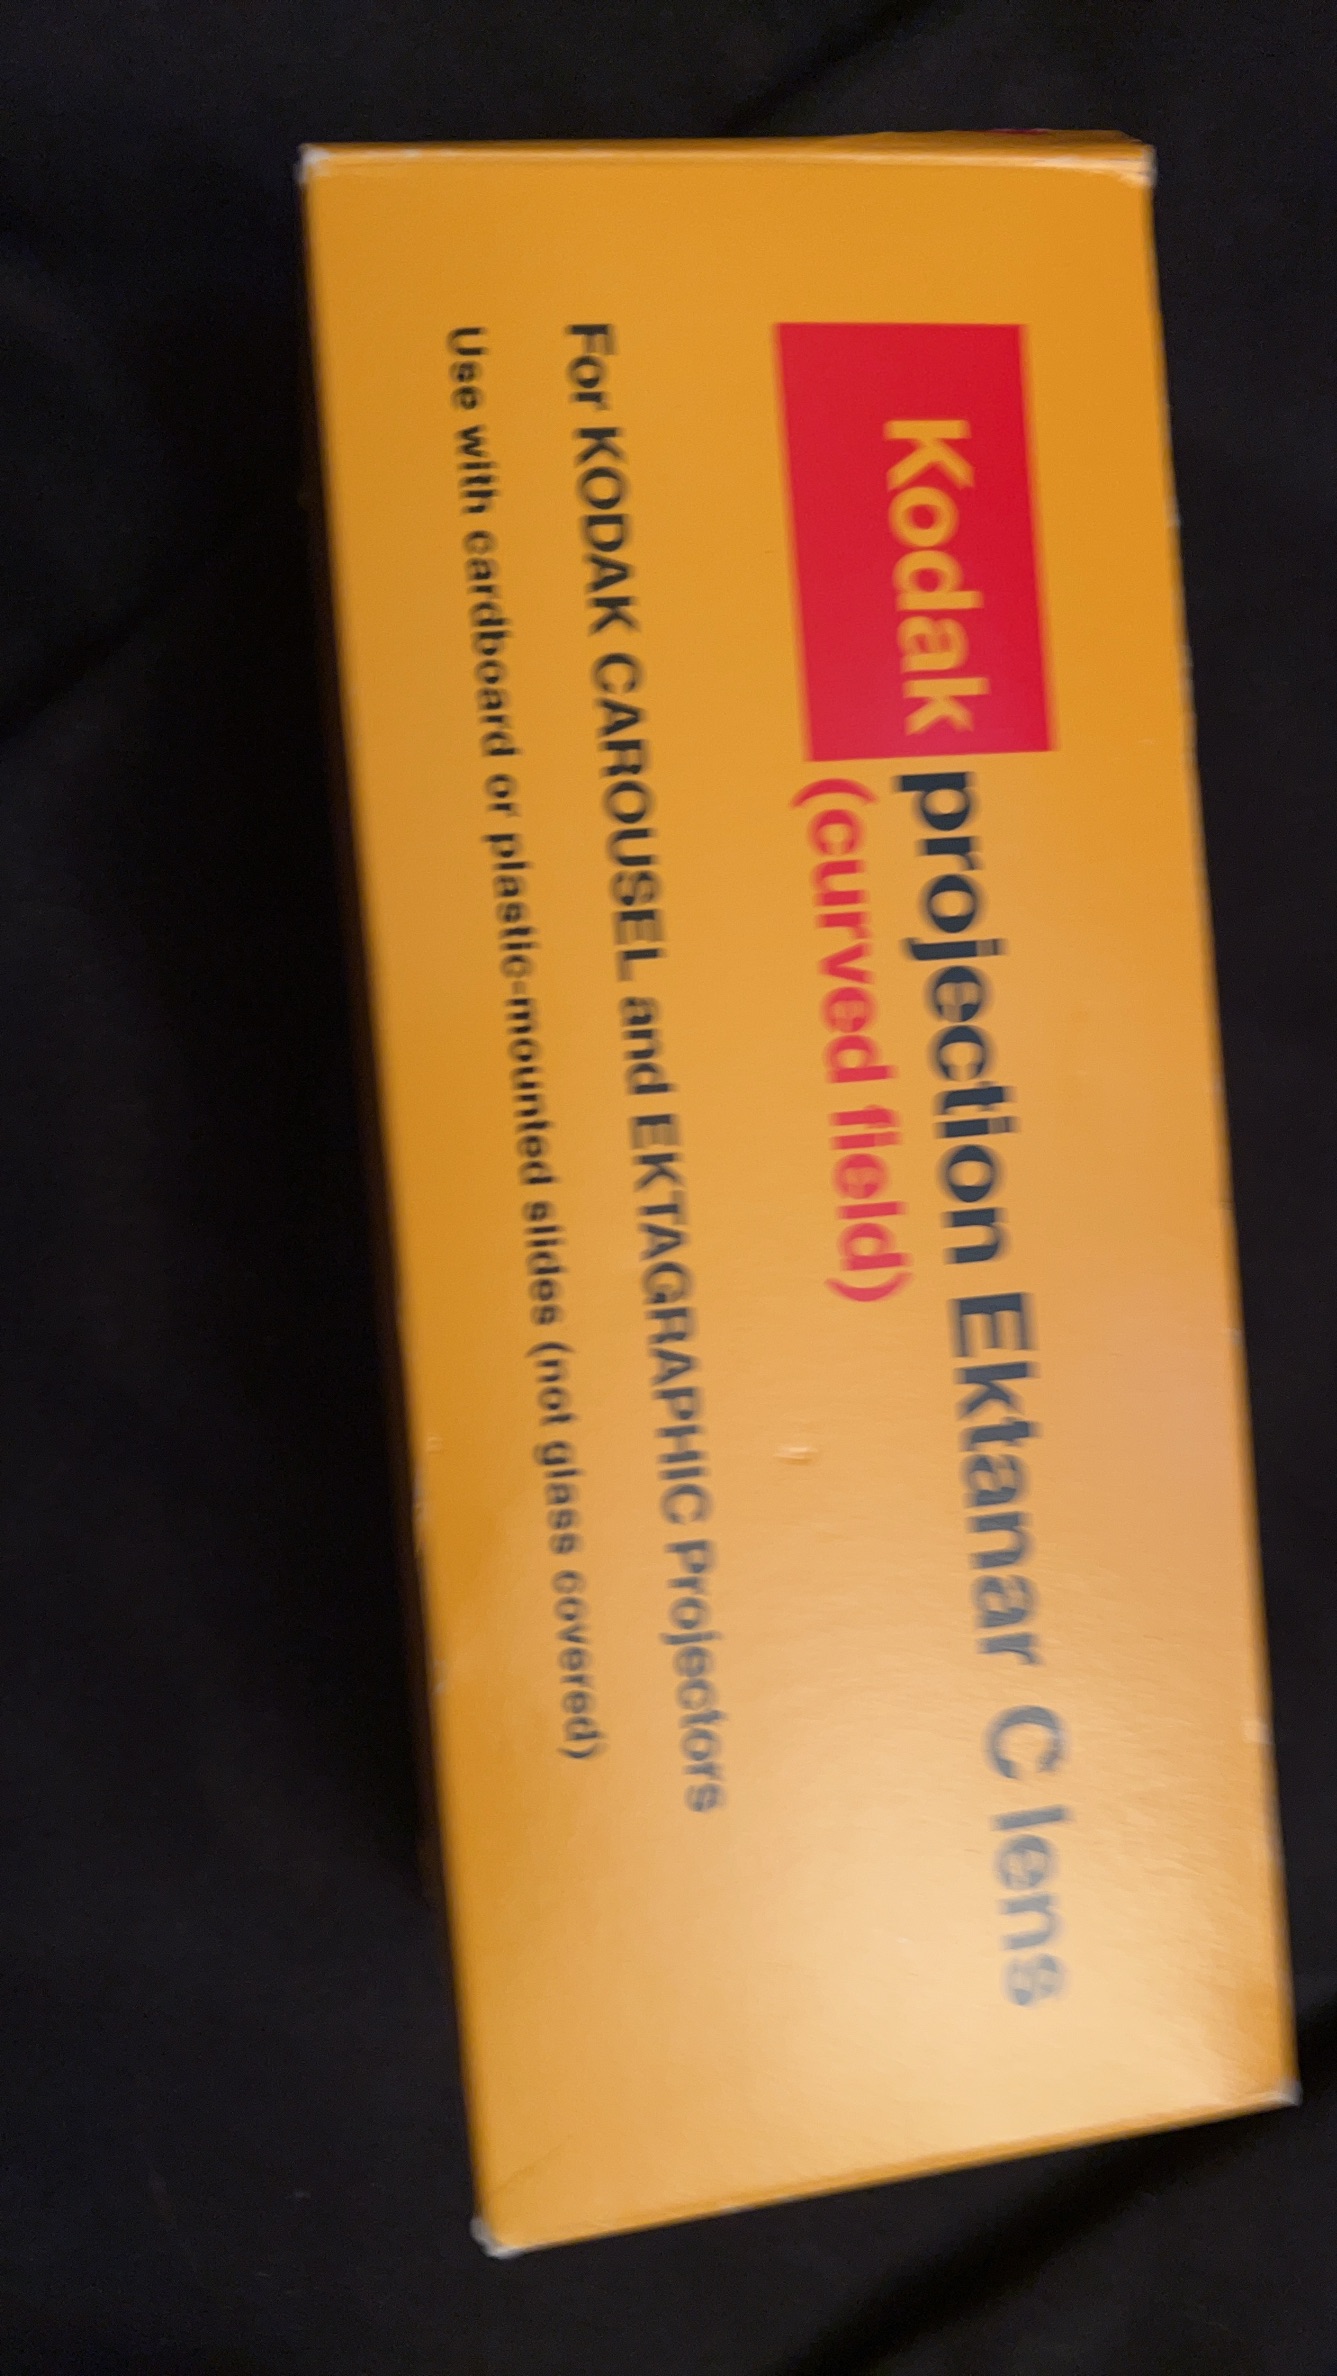 Kodak projection Ektanar C lens
(curved field)
For KODAK CAROUSEL and EKTAGRAPHIC Projectors
Use with cardboard or plastic-mounted slides (not glass covered)